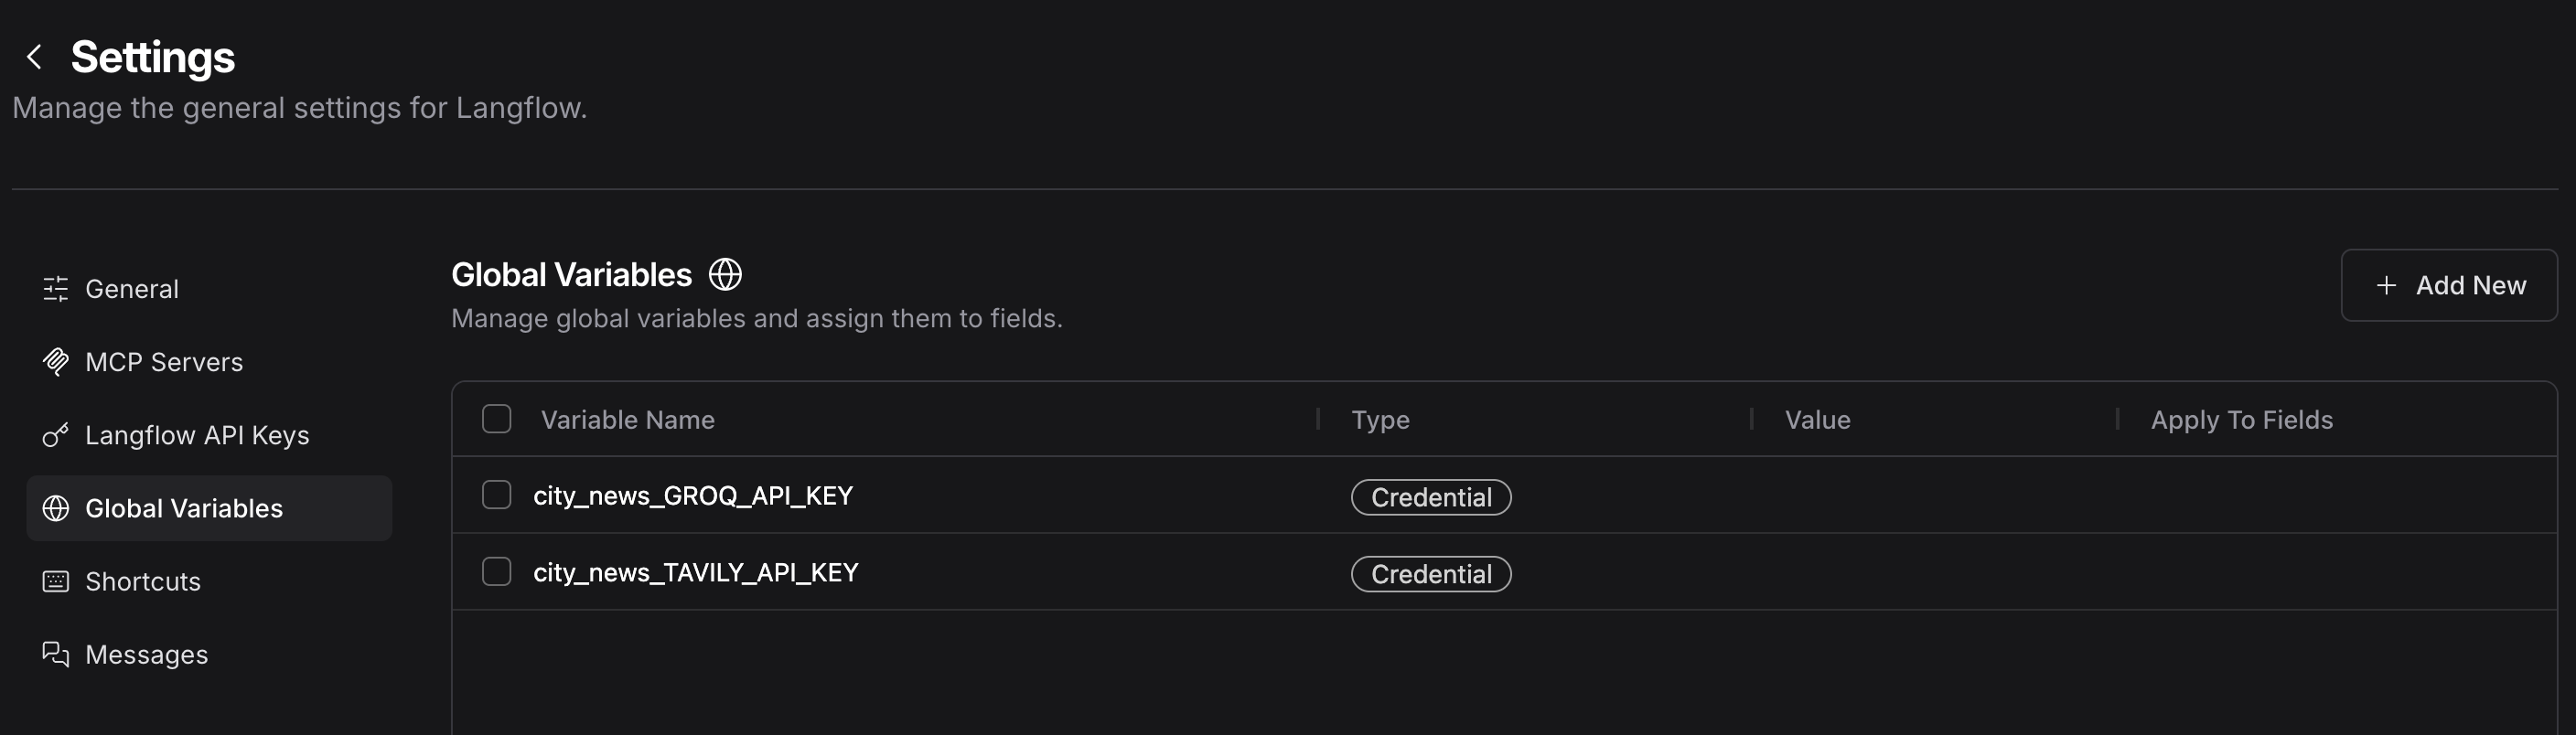 Settings
Manage the general settings for Langflow.
General
MCP Servers
Langflow API Keys
Global Variables
Shortcuts
Messages
Global Variables
Manage global variables and assign them to fields.
Add New
Variable Name Type Value Apply To Fields
city_news_GROQ_API_KEY Credential
city_news_TAVILY_API_KEY Credential